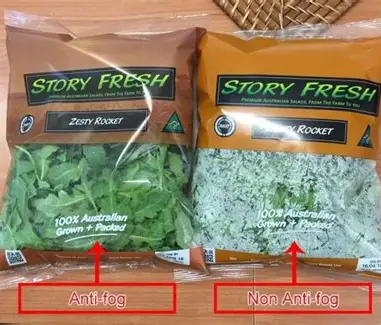 STORY FRESH
PREMIUM AUSTRALIAN SALADS, FROM THE FARM TO YOU
ZESTY ROCKET
100% Australian
Grown + Packed
Anti-fog
STORY FRESH
PREMIUM AUSTRALIAN SALADS, FROM THE FARM TO YOU
ROCKET
100% Australian
Grown + Packed
Non Anti-fog